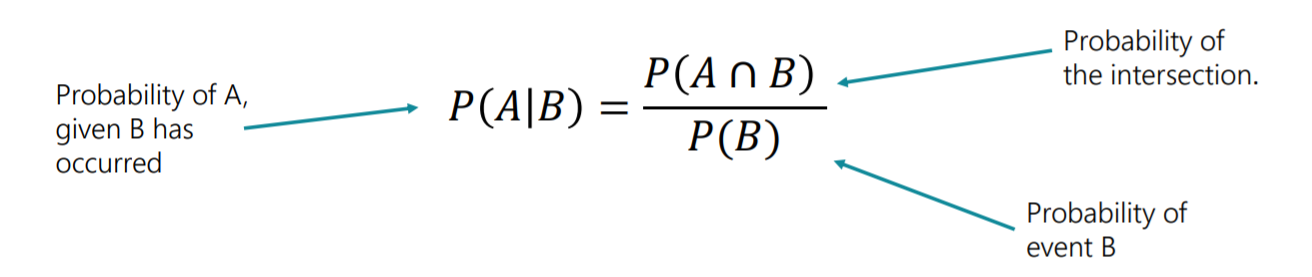 Probability of A,
given B has
occurred
P(A|B) = P(A ∩ B) / P(B)
Probability of
the intersection.
Probability of
event B